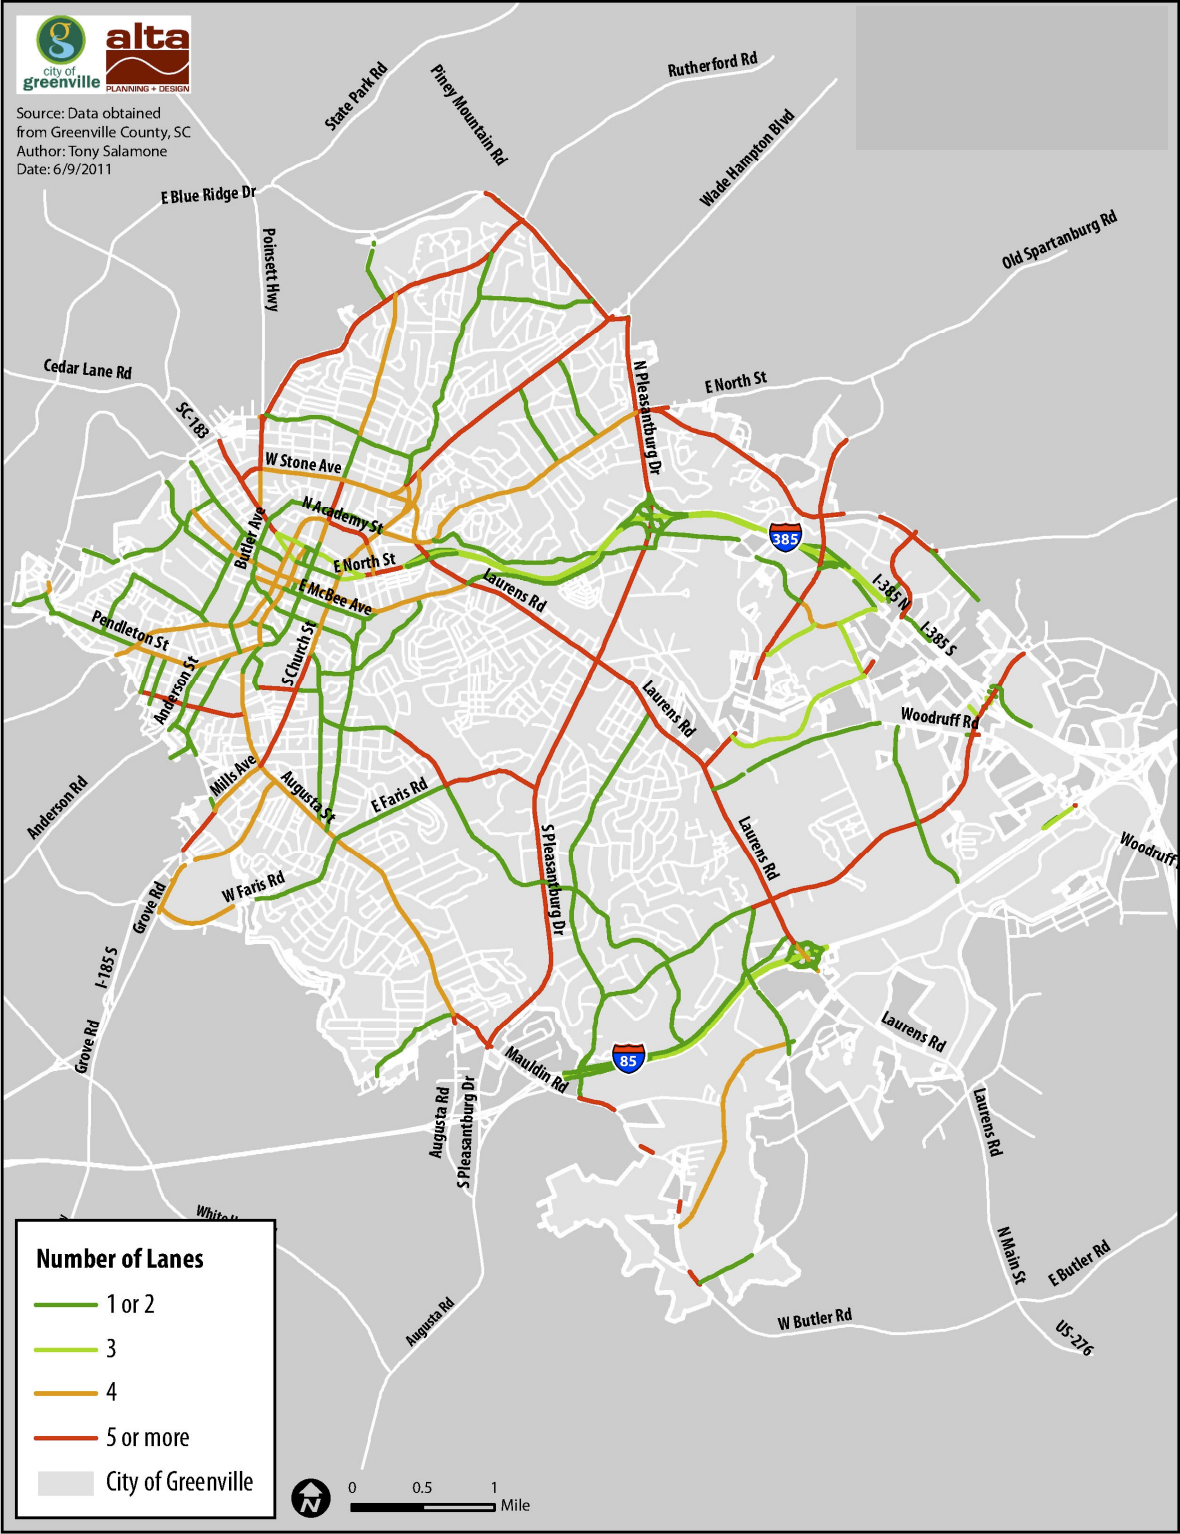 g
city of
greenville
alta
PLANNING + DESIGN
Source: Data obtained
from Greenville County, SC
Author: Tony Salamone
Date: 6/9/2011
State Park Rd
Piney Mountain Rd
Rutherford Rd
Wade Hampton Blvd
E Blue Ridge Dr
Poinsett Hwy
Old Spartanburg Rd
Cedar Lane Rd
SC-183
N Pleasantburg Dr
E North St
W Stone Ave
N Academy St
Butler Ave
E North St
385
E McBee Ave
Laurens Rd
I-385 N
I-385 S
Pendleton St
S Church St
Anderson St
Laurens Rd
Woodruff Rd
Mills Ave
Augusta St
E Faris Rd
Anderson Rd
S Pleasantburg Dr
Laurens Rd
Woodruff
W Faris Rd
Grove Rd
I-185 S
Grove Rd
Laurens Rd
Mauldin Rd
85
Augusta Rd
S Pleasantburg Dr
Laurens Rd
N Main St
E Butler Rd
W Butler Rd
US-276
Augusta Rd
Number of Lanes
1 or 2
3
4
5 or more
City of Greenville
N
0 0.5 1
Mile